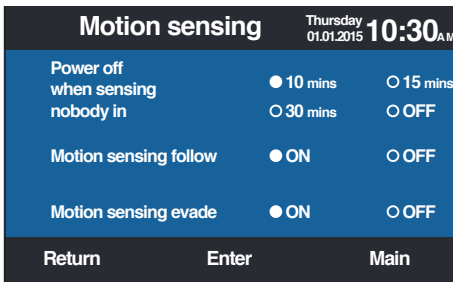 Motion sensing Thursday
01.01.2015 10:30AM
Power off
when sensing 10 mins 15 mins
nobody in 30 mins OFF
Motion sensing follow ON OFF
Motion sensing evade ON OFF
Return Enter Main